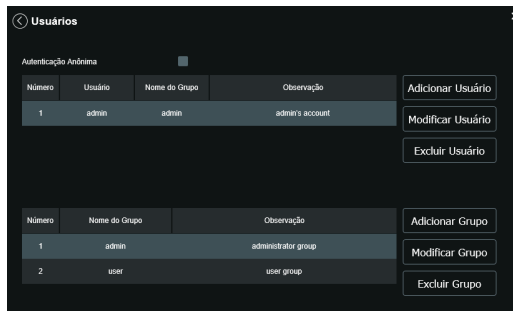 Usuários
Autenticação Anônima
Número Usuário Nome do Grupo Observação
1 admin admin admin's account
Adicionar Usuário
Modificar Usuário
Excluir Usuário
Número Nome do Grupo Observação
1 admin administrator group
2 user user group
Adicionar Grupo
Modificar Grupo
Excluir Grupo